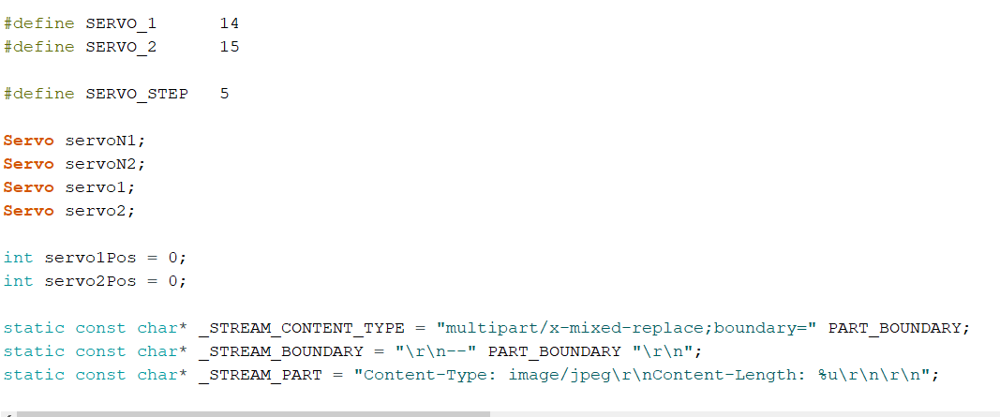 #define SERVO_1      14
#define SERVO_2      15
#define SERVO_STEP   5
Servo servoN1;
Servo servoN2;
Servo servo1;
Servo servo2;
int servo1Pos = 0;
int servo2Pos = 0;
static const char* _STREAM_CONTENT_TYPE = "multipart/x-mixed-replace;boundary=" PART_BOUNDARY;
static const char* _STREAM_BOUNDARY = "\r\n--" PART_BOUNDARY "\r\n";
static const char* _STREAM_PART = "Content-Type: image/jpeg\r\nContent-Length: %u\r\n\r\n";